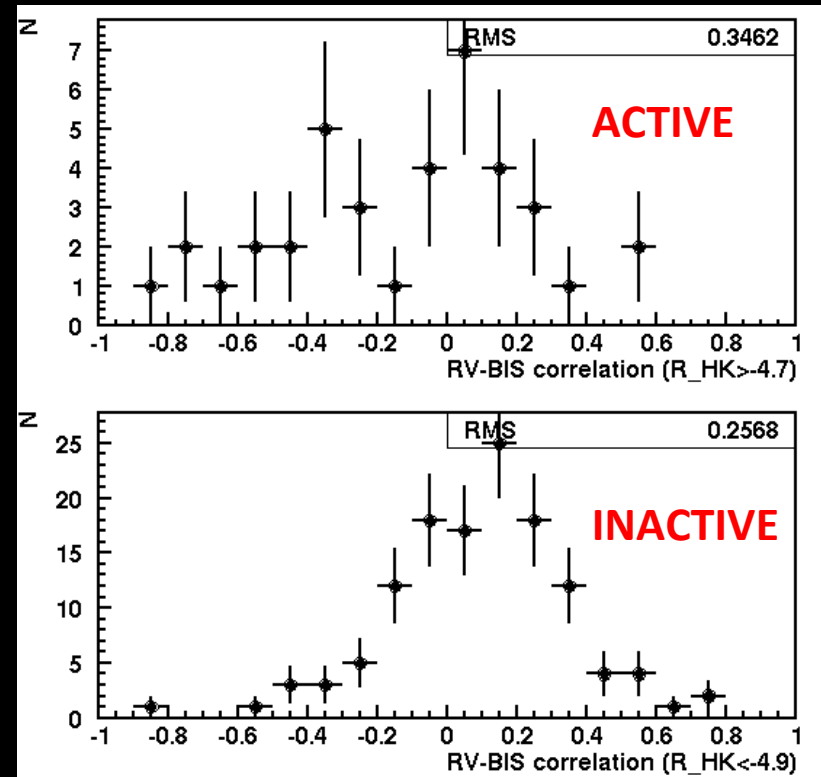 N
RMS 0.3462
ACTIVE
7
6
5
4
3
2
1
0
-1 -0.8 -0.6 -0.4 -0.2 0 0.2 0.4 0.6 0.8 1
RV-BIS correlation (R_HK>-4.7)
N
RMS 0.2568
INACTIVE
25
20
15
10
5
0
-1 -0.8 -0.6 -0.4 -0.2 0 0.2 0.4 0.6 0.8 1
RV-BIS correlation (R_HK<-4.9)